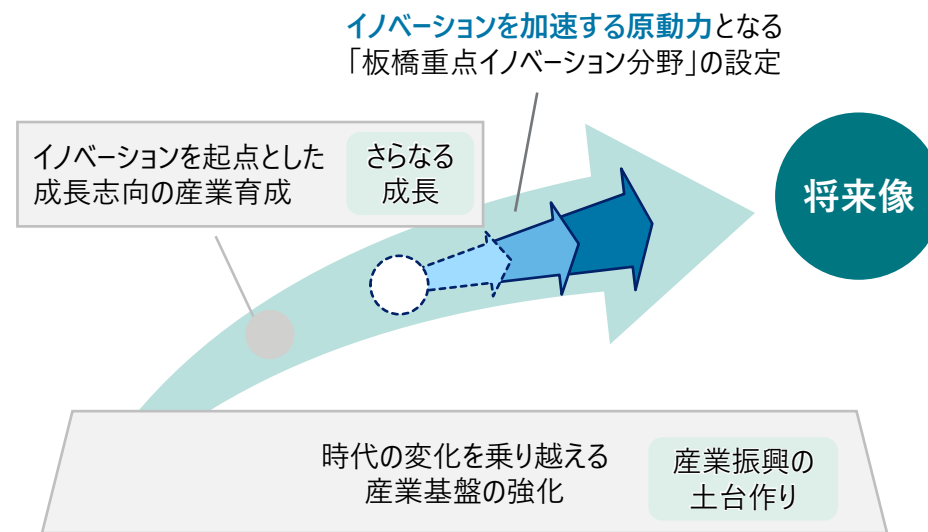 イノベーションを加速する原動力となる
「板橋重点イノベーション分野」の設定
イノベーションを起点とした
成長志向の産業育成
さらなる
成長
将来像
時代の変化を乗り越える
産業基盤の強化
産業振興の
土台作り